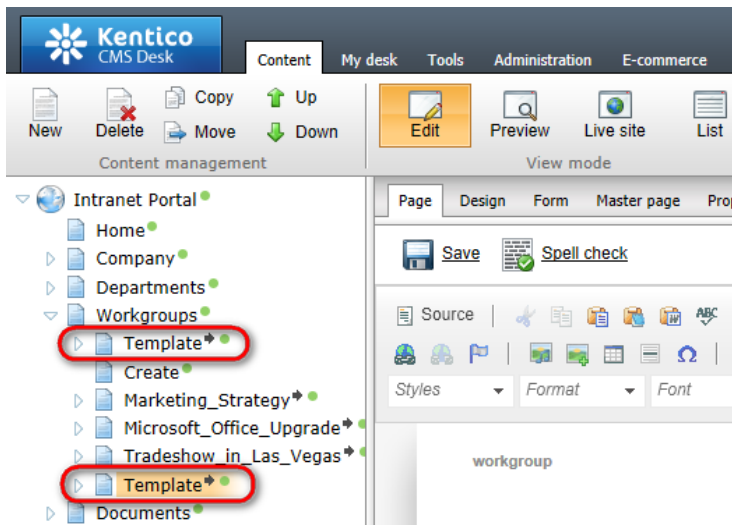 Kentico
CMS Desk
Content My desk Tools Administration E-commerce
New Delete Copy Move Up Down
Content management
Edit Preview Live site List
View mode
Intranet Portal
Home
Company
Departments
Workgroups
Template
Create
Marketing_Strategy
Microsoft_Office_Upgrade
Tradeshow_in_Las_Vegas
Template
Documents
Page Design Form Master page
Save Spell check
Source
ABC
Styles Format Font
workgroup